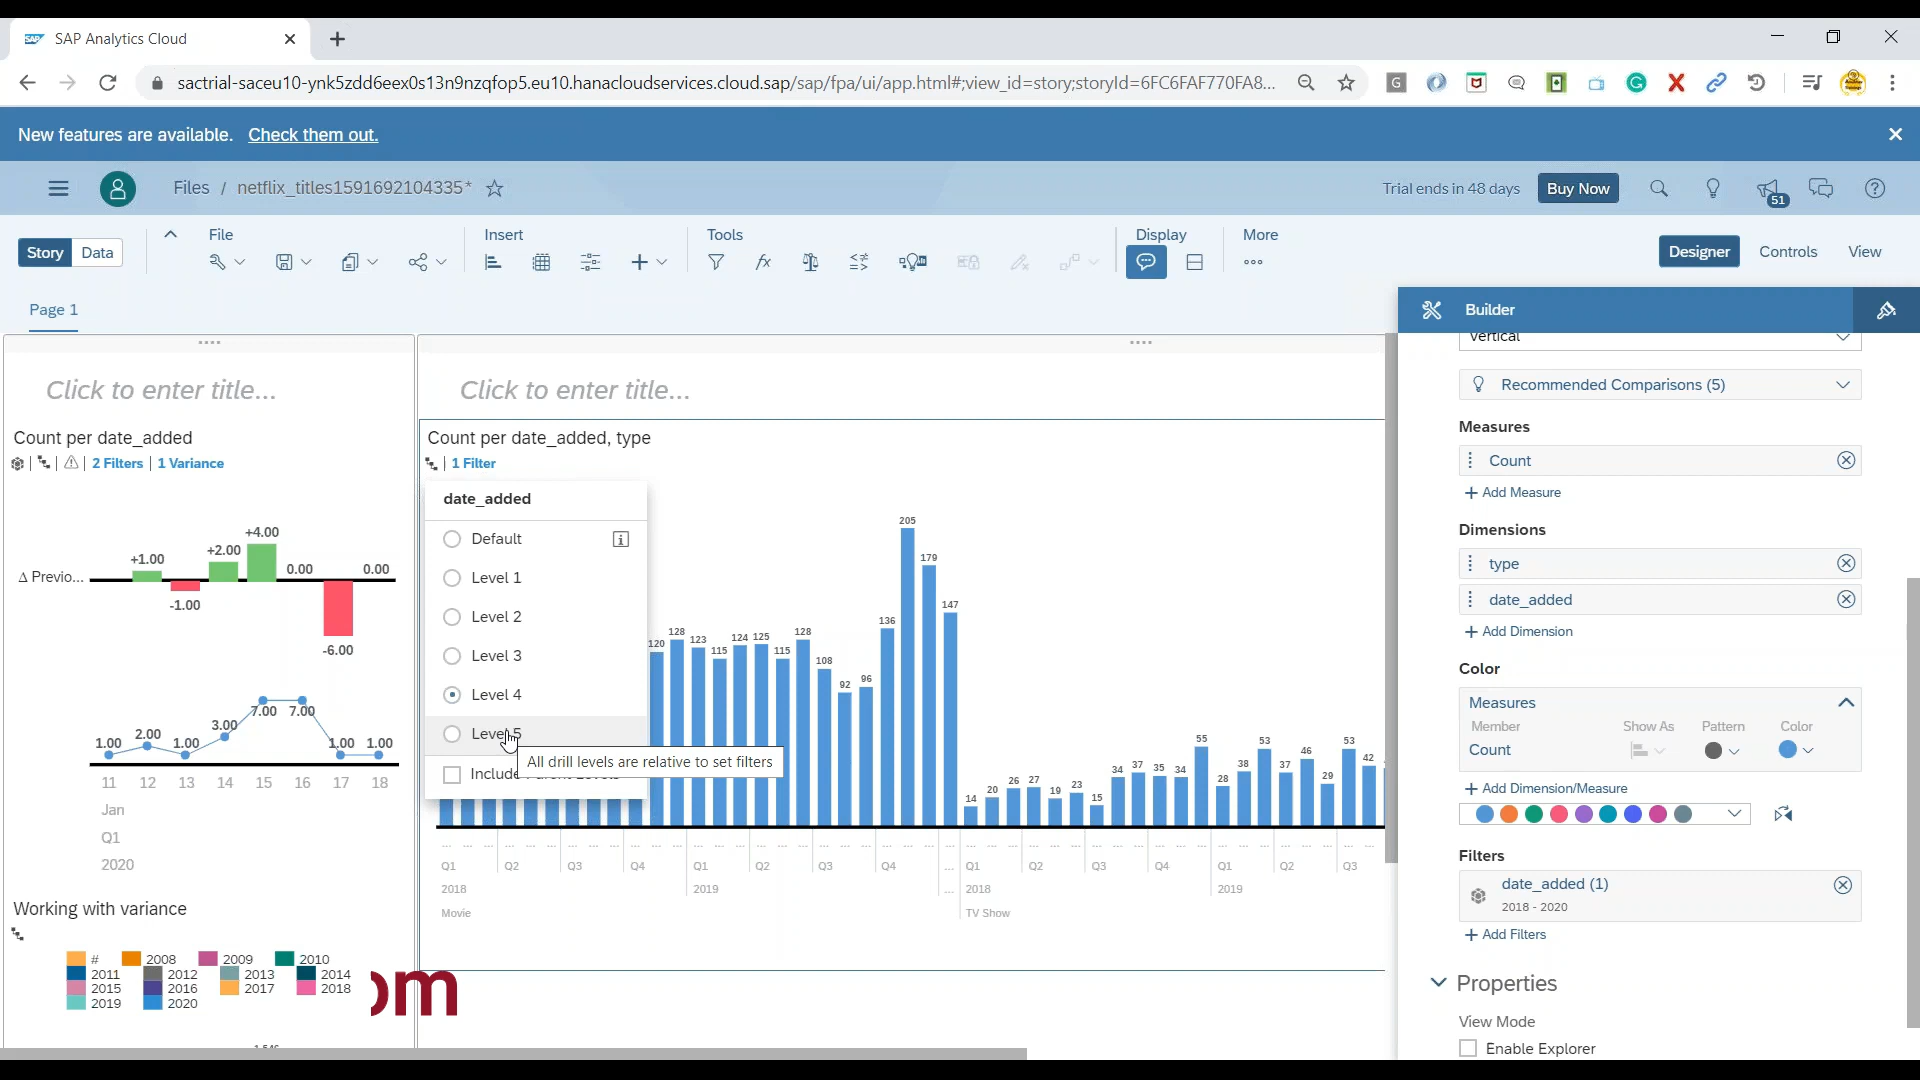 SAP Analytics Cloud
sactrial-saceu10-ynk5zdd6eex0s13n9nzqfop5.eu10.hanacloudservices.cloud.sap/sap/fpa/ui/app.html#;view_id=story;storyId=6FC6FAF770FA8...
New features are available. Check them out.
Files / netflix_titles1591692104335*
Trial ends in 48 days Buy Now 51
Story Data
File Insert Tools Display More
Designer Controls View
Page 1
Builder
Click to enter title...
Count per date_added
2 Filters | 1 Variance
Δ Previo...
+1.00 -1.00 +2.00 +4.00 0.00 -6.00 0.00
1.00 2.00 1.00 3.00 7.00 7.00 1.00 1.00
11 12 13 14 15 16 17 18
Jan
Q1
2020
Working with variance
# 2008 2009 2010
2011 2012 2013 2014
2015 2016 2017 2018
2019 2020
om
Click to enter title...
Count per date_added, type
1 Filter
date_added
Default
Level 1
Level 2
Level 3
Level 4
Level 5
All drill levels are relative to set filters
Include
120 128 123 115 124 125 115 128 108 92 96 136 205 179 147 14 20 26 27 19 23 15 34 37 35 34 55 28 38 53 37 46 29 53 42
Q1 Q2 Q3 Q4 Q1 Q2 Q3 Q4 ... Q1 Q2 Q3 Q4 Q1 Q2 Q3
2018 2019 ... 2018 2019
Movie TV Show
Vertical
Recommended Comparisons (5)
Measures
Count
+ Add Measure
Dimensions
type
date_added
+ Add Dimension
Color
Measures
Member Show As Pattern Color
Count
+ Add Dimension/Measure
Filters
date_added (1)
2018 - 2020
+ Add Filters
Properties
View Mode
Enable Explorer